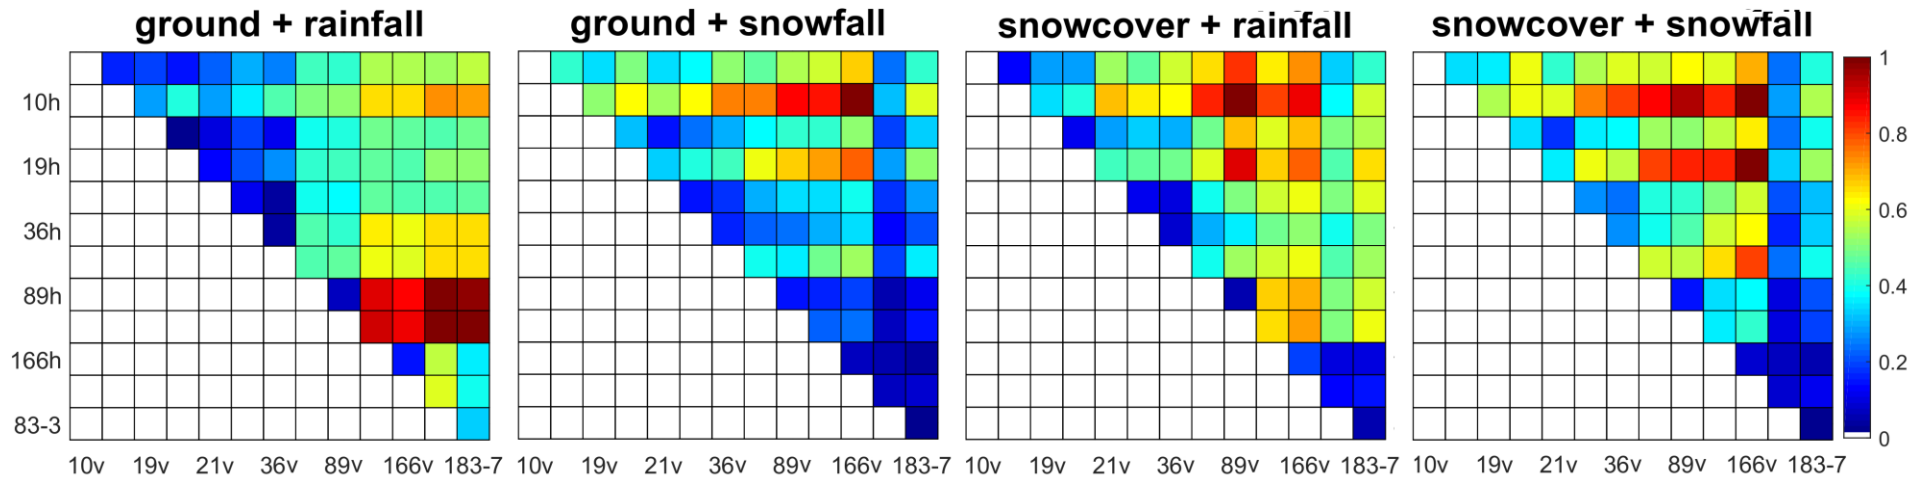 ground + rainfall
ground + snowfall
snowcover + rainfall
snowcover + snowfall
10h
19h
36h
89h
166h
83-3
10v 19v 21v 36v 89v 166v 183-7
10v 19v 21v 36v 89v 166v 183-7
10v 19v 21v 36v 89v 166v 183-7
10v 19v 21v 36v 89v 166v 183-7
1
0.8
0.6
0.4
0.2
0